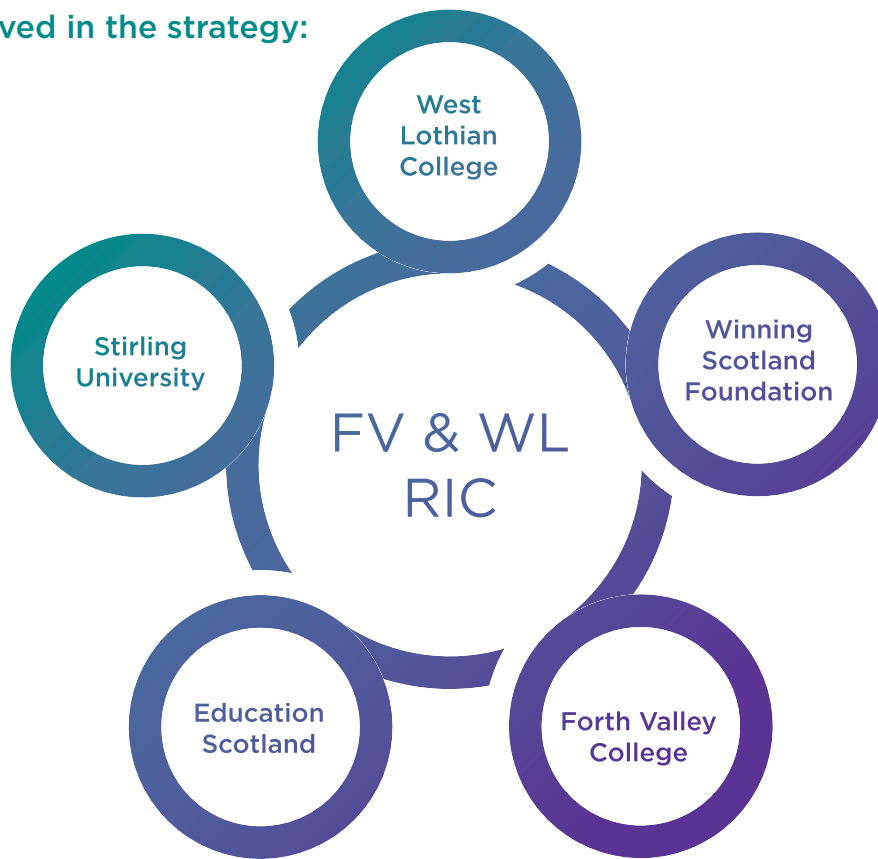 ved in the strategy:
West
Lothian
College
Stirling
University
Winning
Scotland
Foundation
FV & WL
RIC
Education
Scotland
Forth Valley
College